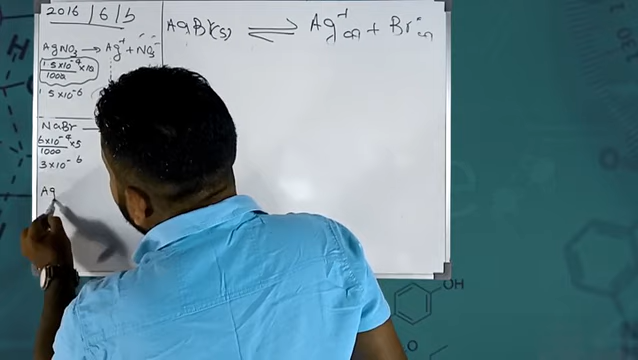 2016/6/b
AgBr(s) ⇌ Ag⁺(aq) + Br⁻(aq)
AgNO₃ → Ag⁺ + NO₃⁻
1.5×10⁻⁴ × 10
1000
1.5×10⁻⁶
NaBr
6×10⁻⁴ × 5
1000
3×10⁻⁶
Ag
OH
O
H